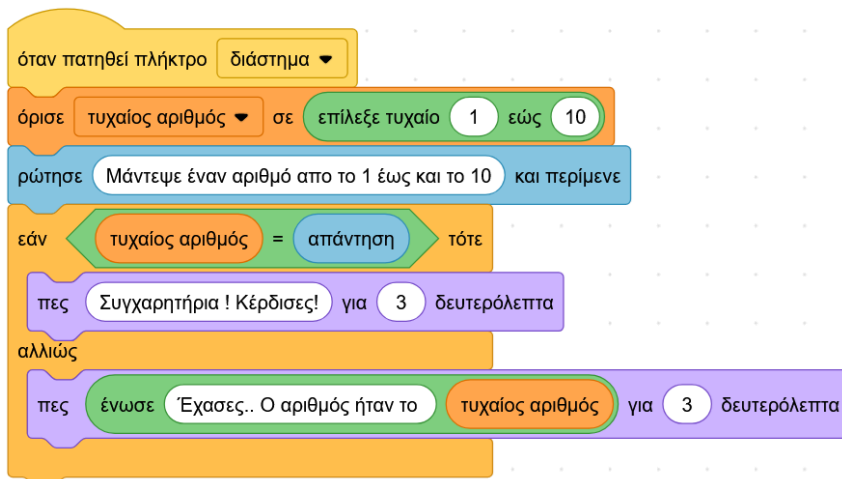 όταν πατηθεί πλήκτρο διάστημα
όρισε τυχαίος αριθμός σε επίλεξε τυχαίο 1 εώς 10
ρώτησε Μάντεψε έναν αριθμό απο το 1 έως και το 10 και περίμενε
εάν τυχαίος αριθμός = απάντηση τότε
πες Συγχαρητήρια ! Κέρδισες! για 3 δευτερόλεπτα
αλλιώς
πες ένωσε Έχασες.. Ο αριθμός ήταν το τυχαίος αριθμός για 3 δευτερόλεπτα